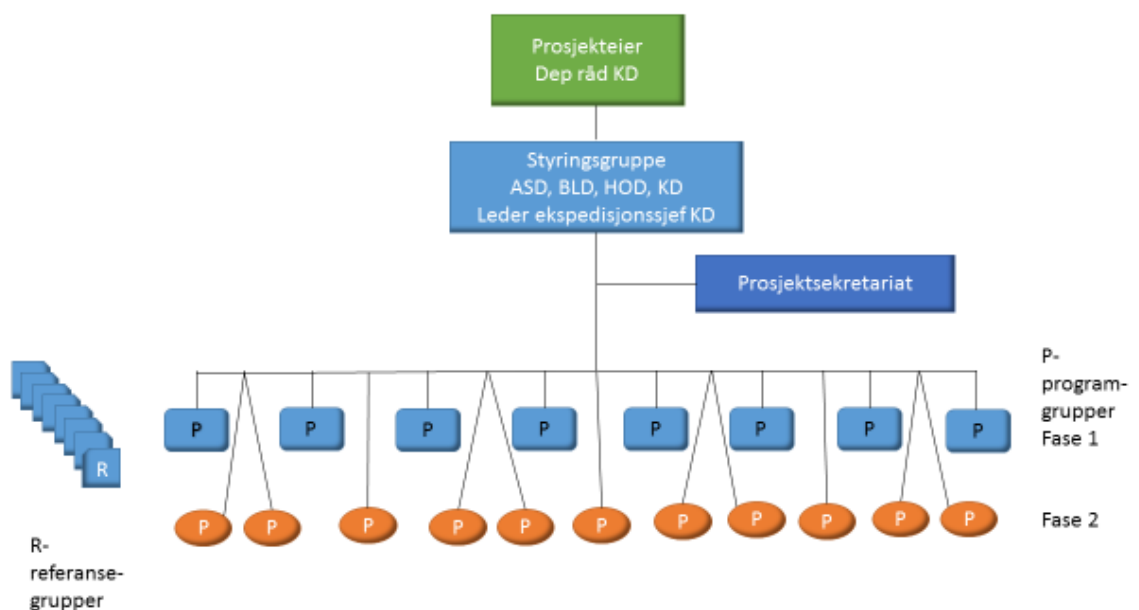 Prosjekteier
Dep råd KD
Styringsgruppe
ASD, BLD, HOD, KD
Leder ekspedisjonssjef KD
Prosjektsekretariat
P-
program-
grupper
Fase 1
P P P P P P P P
R
P P P P P P P P P P P
Fase 2
R-
referanse-
grupper